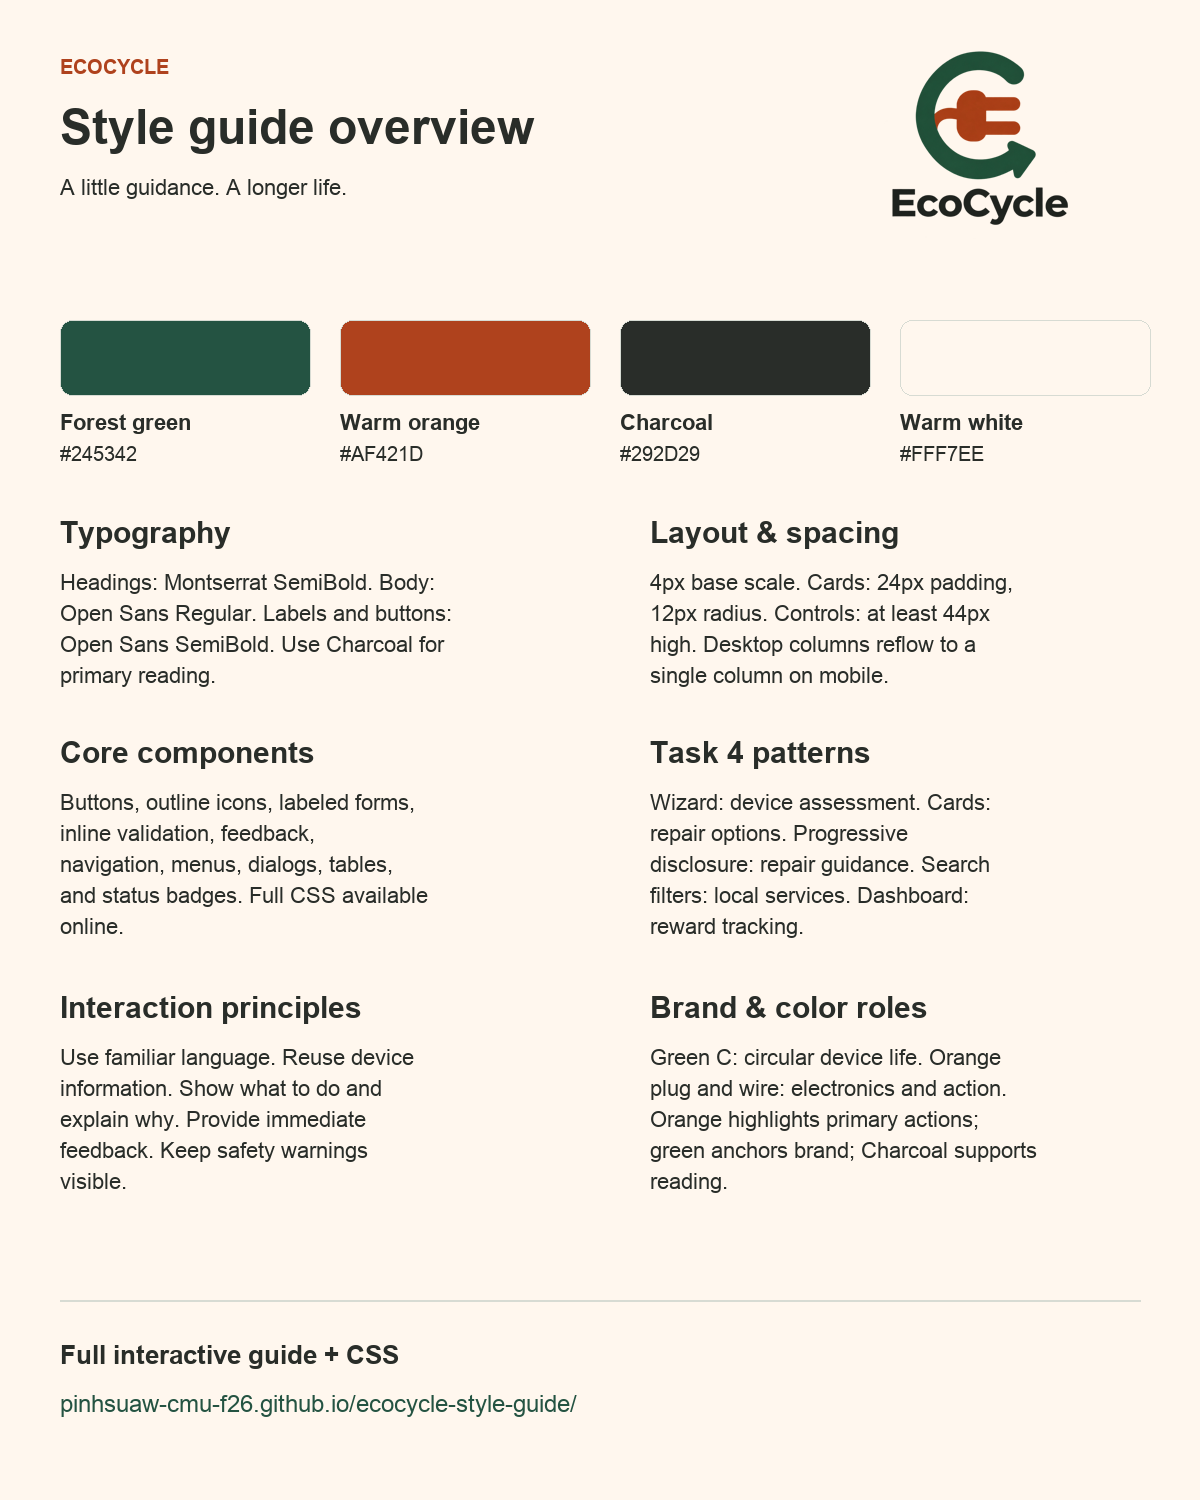 ECOCYCLE
Style guide overview
A little guidance. A longer life.
EcoCycle
Forest green
#245342
Warm orange
#AF421D
Charcoal
#292D29
Warm white
#FFF7EE
Typography
Headings: Montserrat SemiBold. Body:
Open Sans Regular. Labels and buttons:
Open Sans SemiBold. Use Charcoal for
primary reading.
Layout & spacing
4px base scale. Cards: 24px padding,
12px radius. Controls: at least 44px
high. Desktop columns reflow to a
single column on mobile.
Core components
Buttons, outline icons, labeled forms,
inline validation, feedback,
navigation, menus, dialogs, tables,
and status badges. Full CSS available
online.
Task 4 patterns
Wizard: device assessment. Cards:
repair options. Progressive
disclosure: repair guidance. Search
filters: local services. Dashboard:
reward tracking.
Interaction principles
Use familiar language. Reuse device
information. Show what to do and
explain why. Provide immediate
feedback. Keep safety warnings
visible.
Brand & color roles
Green C: circular device life. Orange
plug and wire: electronics and action.
Orange highlights primary actions;
green anchors brand; Charcoal supports
reading.
Full interactive guide + CSS
pinhsuaw-cmu-f26.github.io/ecocycle-style-guide/